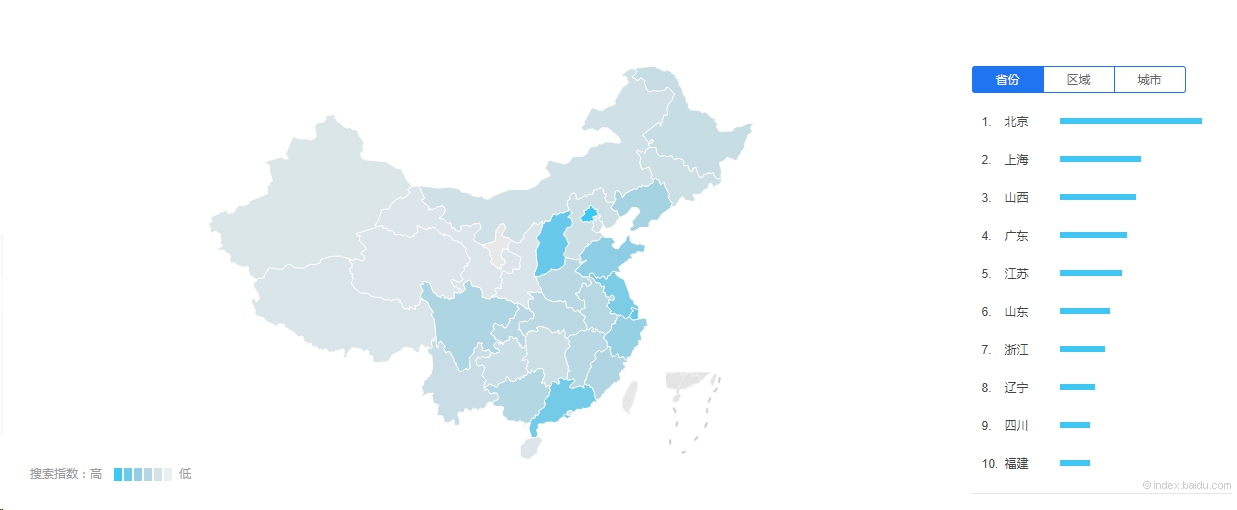 省份 区域 城市
1. 北京
2. 上海
3. 山西
4. 广东
5. 江苏
6. 山东
7. 浙江
8. 辽宁
9. 四川
10. 福建
搜索指数：高 低
© index.baidu.com